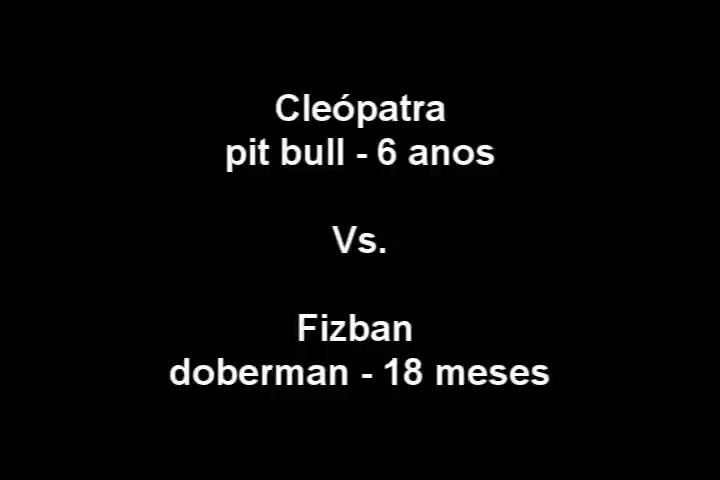 Cleópatra
pit bull - 6 anos
Vs.
Fizban
doberman - 18 meses